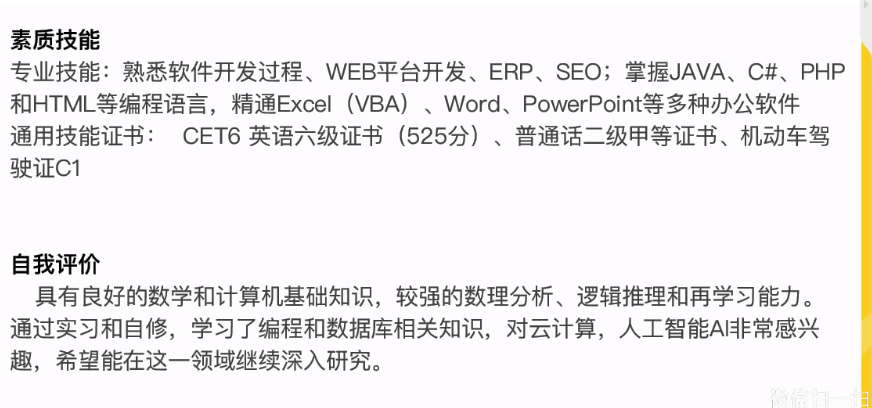 素质技能
专业技能：熟悉软件开发过程、WEB平台开发、ERP、SEO；掌握JAVA、C#、PHP
和HTML等编程语言，精通Excel（VBA）、Word、PowerPoint等多种办公软件
通用技能证书： CET6 英语六级证书（525分）、普通话二级甲等证书、机动车驾
驶证C1
自我评价
具有良好的数学和计算机基础知识，较强的数理分析、逻辑推理和再学习能力。
通过实习和自修，学习了编程和数据库相关知识，对云计算，人工智能AI非常感兴
趣，希望能在这一领域继续深入研究。
微信扫一扫